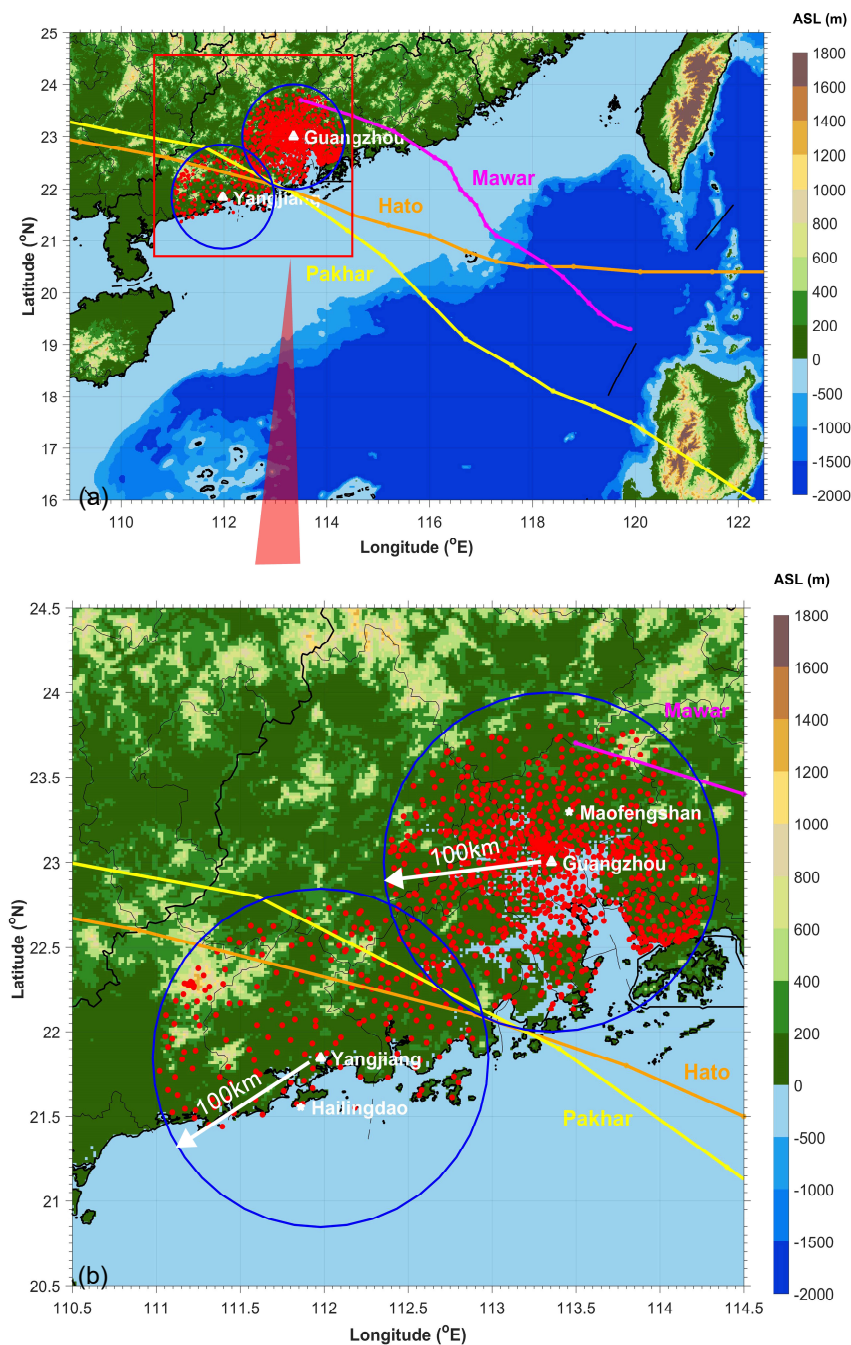 ASL (m)
25
24
23
22
21
20
19
18
17
16
Latitude (°N)
Guangzhou
Yangjiang
Mawar
Hato
Pakhar
(a)
110
112
114
116
118
120
122
Longitude (°E)
1800
1600
1400
1200
1000
800
600
400
200
0
-500
-1000
-1500
-2000
ASL (m)
24.5
24
23.5
23
22.5
22
21.5
21
20.5
Latitude (°N)
Mawar
Maofengshan
100km
Guangzhou
Yangjiang
100km
Hailingdao
Hato
Pakhar
(b)
110.5
111
111.5
112
112.5
113
113.5
114
114.5
Longitude (°E)
1800
1600
1400
1200
1000
800
600
400
200
0
-500
-1000
-1500
-2000